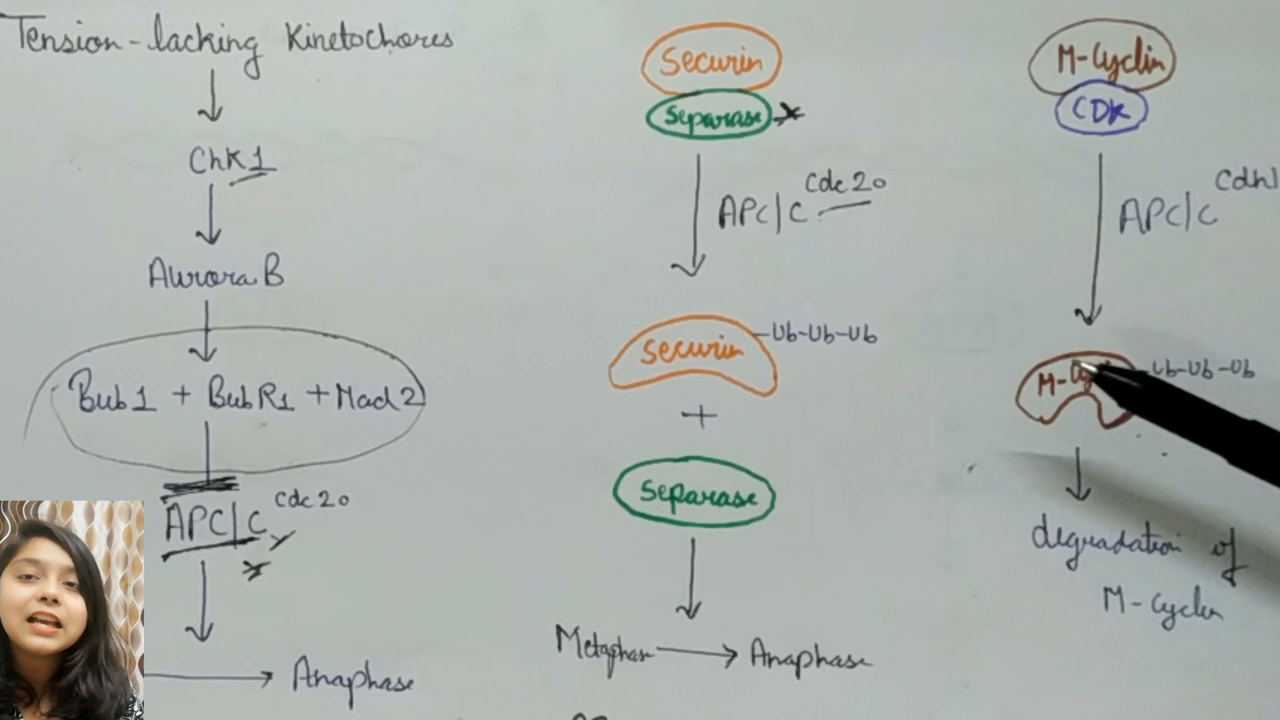 Tension-lacking Kinetochores
Chk1
Aurora B
Bub1 + BubR1 + Mad2
APC/C Cdc20
Anaphase
Securin
Separase
APC/C Cdc20
Securin -Ub-Ub-Ub
+
Separase
Metaphase → Anaphase
M-Cyclin
CDK
APC/C Cdh1
M-Cy -Ub-Ub-Ub
degradation of
M-Cyclin